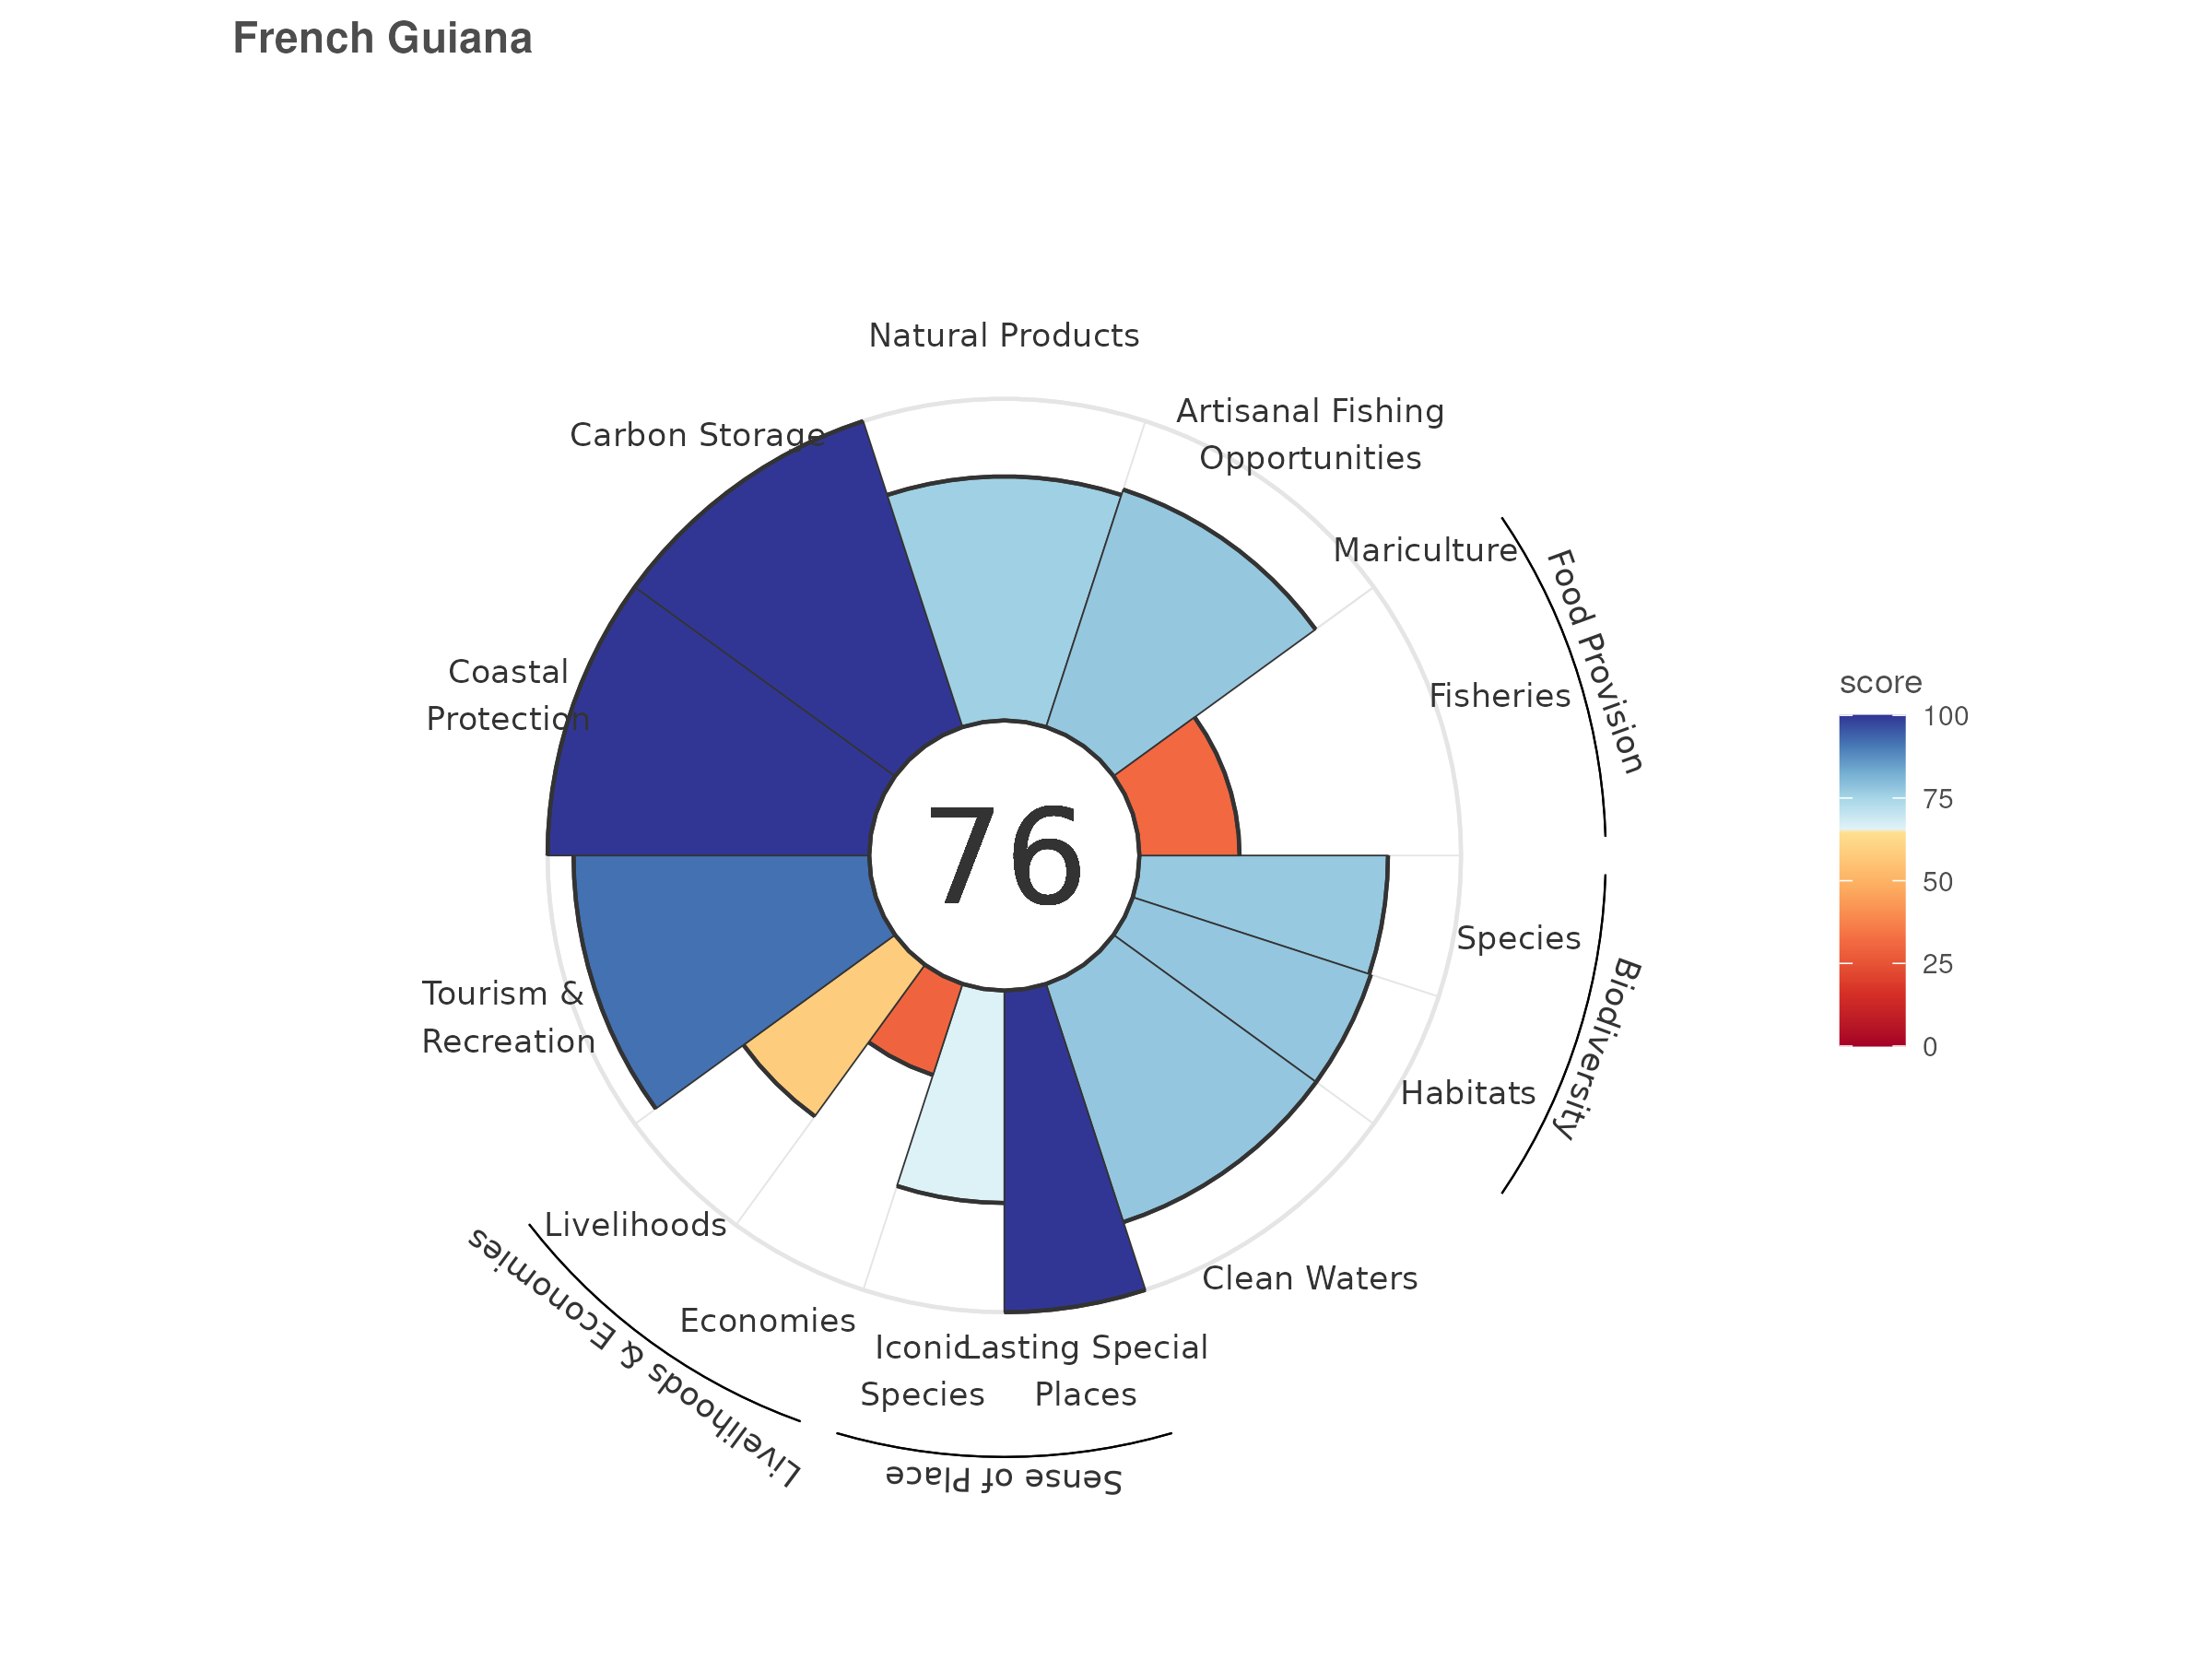 French Guiana
Natural Products
Artisanal Fishing
Opportunities
Carbon Storage
Mariculture
Food Provision
Fisheries
Coastal
Protection
score
100
75
50
25
0
76
Species
Biodiversity
Habitats
Tourism &
Recreation
Livelihoods
Clean Waters
Economies
Livelihoods & Economies
Iconic
Species
Lasting Special
Places
Sense of Place